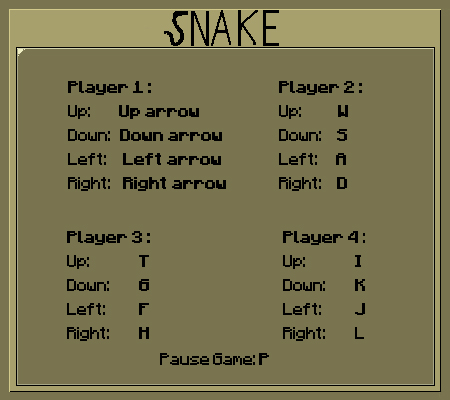 SNAKE
Player 1:
Up: Up arrow
Down: Down arrow
Left: Left arrow
Right: Right arrow
Player 2:
Up: W
Down: S
Left: A
Right: D
Player 3:
Up: T
Down: G
Left: F
Right: H
Player 4:
Up: I
Down: K
Left: J
Right: L
Pause Game: P